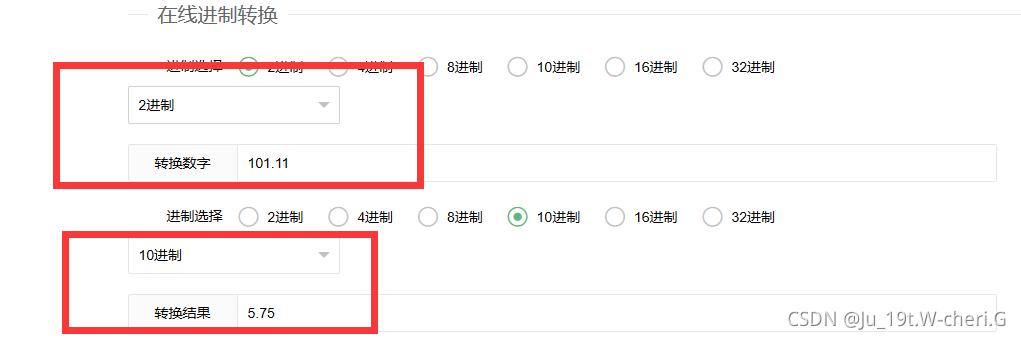 在线进制转换
进制选择 2进制 4进制 8进制 10进制 16进制 32进制
2进制
转换数字 101.11
进制选择 2进制 4进制 8进制 10进制 16进制 32进制
10进制
转换结果 5.75
CSDN @Ju_19t.W-cheri.G